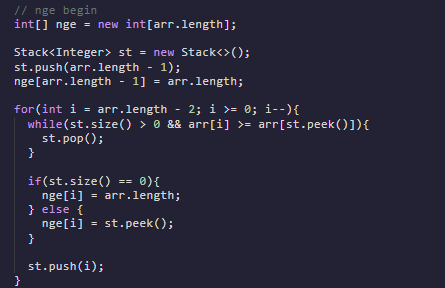 // nge begin
int[] nge = new int[arr.length];

Stack<Integer> st = new Stack<>();
st.push(arr.length - 1);
nge[arr.length - 1] = arr.length;

for(int i = arr.length - 2; i >= 0; i--){
  while(st.size() > 0 && arr[i] >= arr[st.peek()]){
    st.pop();
  }

  if(st.size() == 0){
    nge[i] = arr.length;
  } else {
    nge[i] = st.peek();
  }

  st.push(i);
}